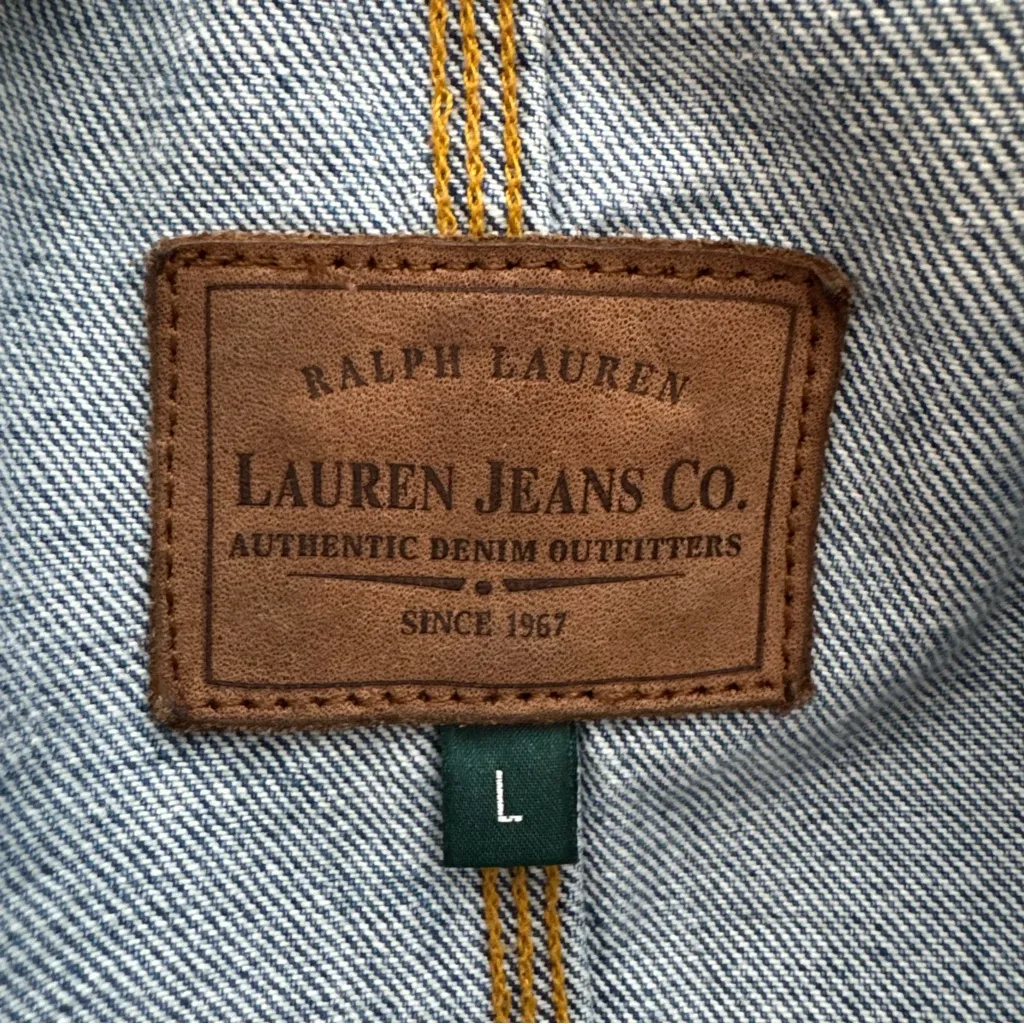 RALPH LAUREN
LAUREN JEANS CO.
AUTHENTIC DENIM OUTFITTERS
SINCE 1967
L